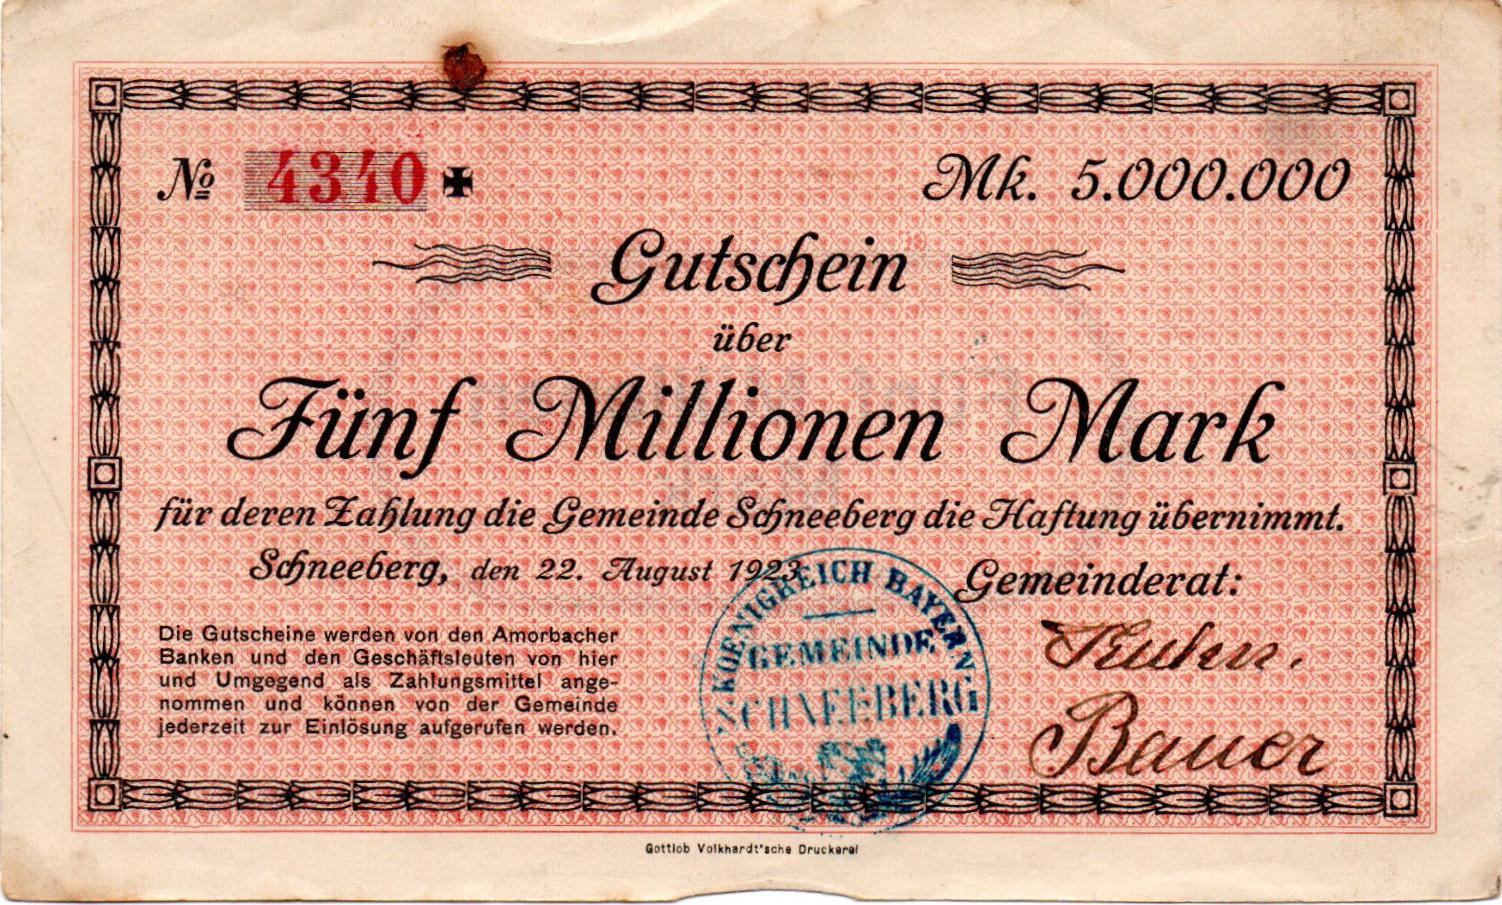 № 4340 ✠ Mk. 5.000.000
Gutschein
über
Fünf Millionen Mark
für deren Zahlung die Gemeinde Schneeberg die Haftung übernimmt.
Schneeberg, den 22. August 1923
Gemeinderat:
Die Gutscheine werden von den Amorbacher
Banken und den Geschäftsleuten von hier
und Umgegend als Zahlungsmittel ange-
nommen und können von der Gemeinde
jederzeit zur Einlösung aufgerufen werden.
KOENIGREICH BAYERN
GEMEINDE
SCHNEEBERG
Kuhn.
Bauer
Gottlob Volkhardt'sche Druckerei